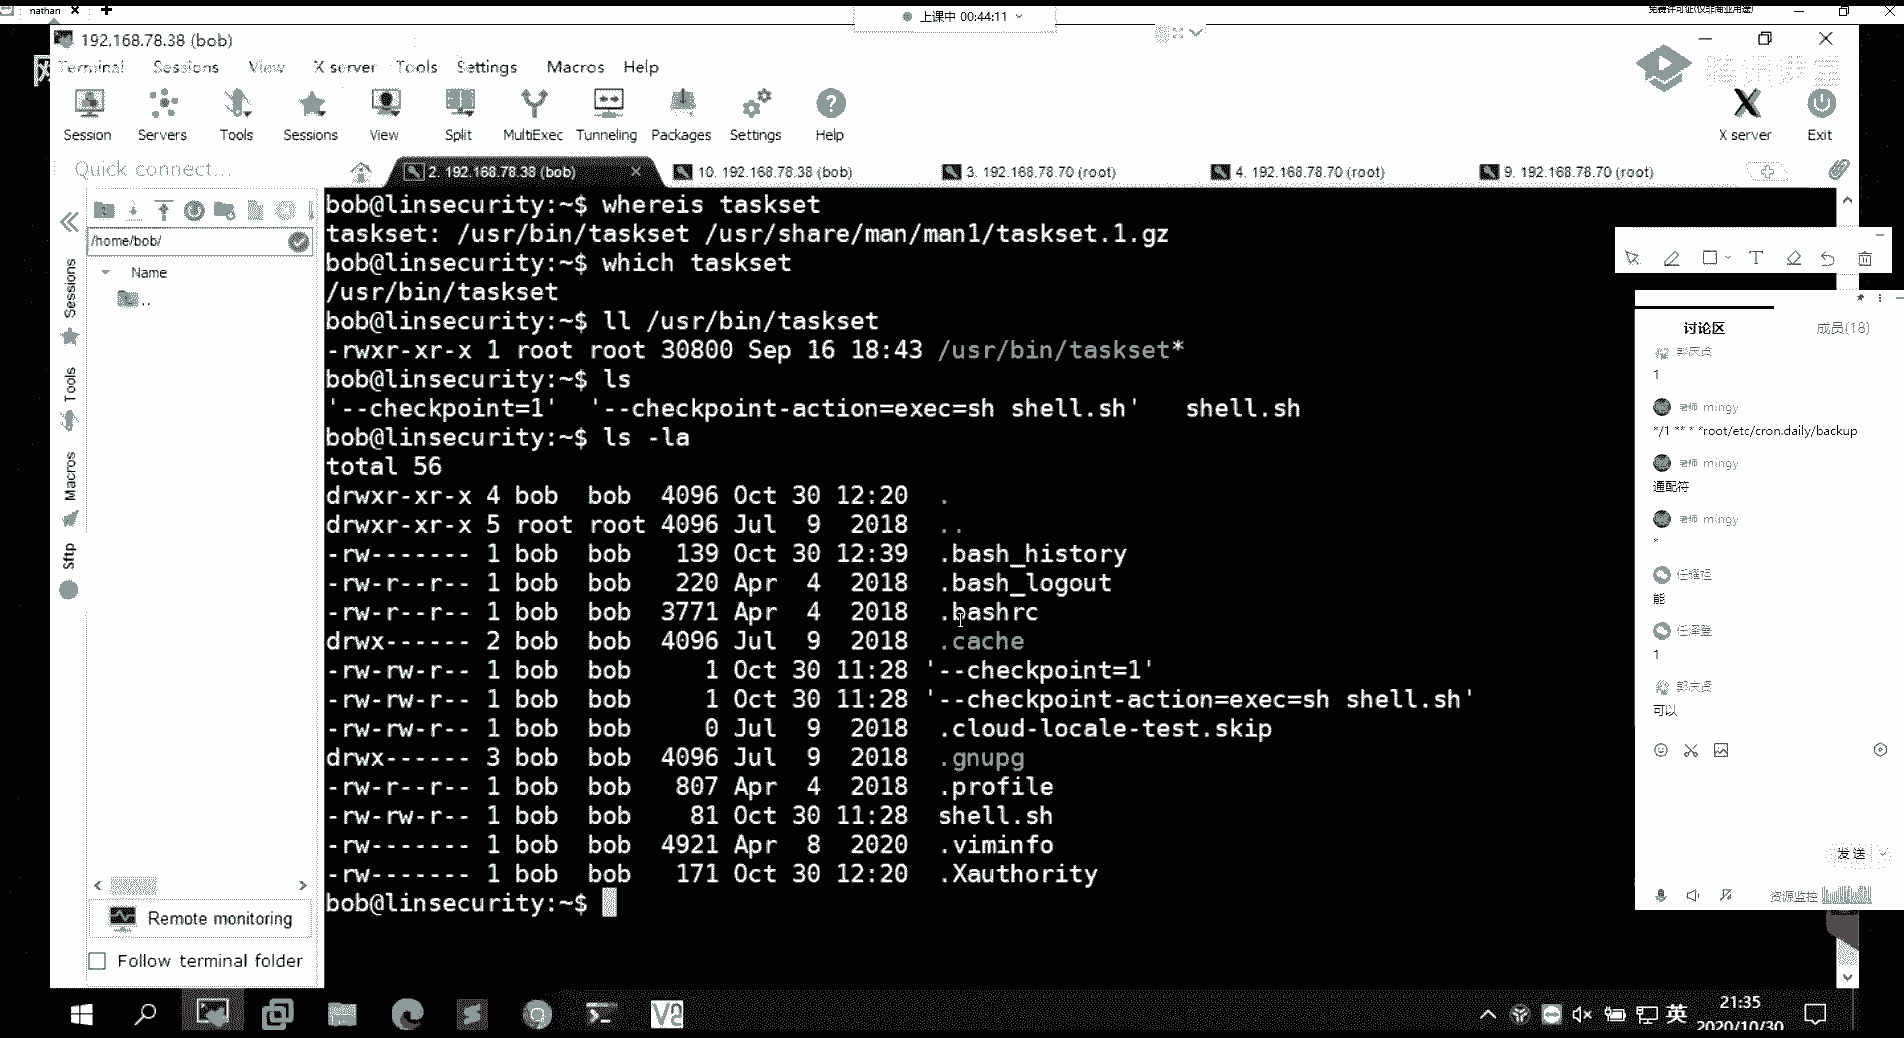 nathan
上课中 00:44:11
免费许可证(仅非商业用途)
192.168.78.38 (bob)
Terminal Sessions View X server Tools Settings Macros Help
Session Servers Tools Sessions View Split MultiExec Tunneling Packages Settings Help
X server Exit
Quick connect...
2. 192.168.78.38 (bob)
10. 192.168.78.38 (bob)
3. 192.168.78.70 (root)
4. 192.168.78.70 (root)
9. 192.168.78.70 (root)
/home/bob/
Name
..
Sessions
Tools
Macros
Sftp
bob@linsecurity:~$ whereis taskset
taskset: /usr/bin/taskset /usr/share/man/man1/taskset.1.gz
bob@linsecurity:~$ which taskset
/usr/bin/taskset
bob@linsecurity:~$ ll /usr/bin/taskset
-rwxr-xr-x 1 root root 30800 Sep 16 18:43 /usr/bin/taskset*
bob@linsecurity:~$ ls
'--checkpoint=1' '--checkpoint-action=exec=sh shell.sh' shell.sh
bob@linsecurity:~$ ls -la
total 56
drwxr-xr-x 4 bob bob 4096 Oct 30 12:20 .
drwxr-xr-x 5 root root 4096 Jul 9 2018 ..
-rw------- 1 bob bob 139 Oct 30 12:39 .bash_history
-rw-r--r-- 1 bob bob 220 Apr 4 2018 .bash_logout
-rw-r--r-- 1 bob bob 3771 Apr 4 2018 .bashrc
drwx------ 2 bob bob 4096 Jul 9 2018 .cache
-rw-rw-r-- 1 bob bob 1 Oct 30 11:28 '--checkpoint=1'
-rw-rw-r-- 1 bob bob 1 Oct 30 11:28 '--checkpoint-action=exec=sh shell.sh'
-rw-rw-r-- 1 bob bob 0 Jul 9 2018 .cloud-locale-test.skip
drwx------ 3 bob bob 4096 Jul 9 2018 .gnupg
-rw-r--r-- 1 bob bob 807 Apr 4 2018 .profile
-rw-rw-r-- 1 bob bob 81 Oct 30 11:28 shell.sh
-rw------- 1 bob bob 4921 Apr 8 2020 .viminfo
-rw------- 1 bob bob 171 Oct 30 12:20 .Xauthority
bob@linsecurity:~$
Remote monitoring
Follow terminal folder
讨论区 成员(18)
1
老师 mingy
*/1 ** * *root/etc/cron.daily/backup
老师 mingy
通配符
老师 mingy
*
能
任泽登
1
可以
发送
资源监控
英
21:35
2020/10/30